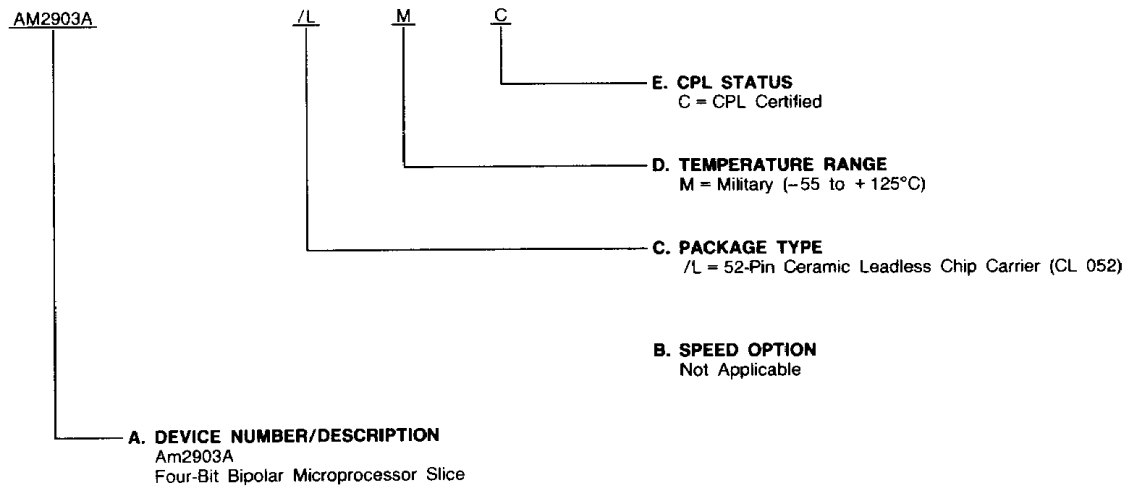 AM2903A /L M C
E. CPL STATUS
C = CPL Certified
D. TEMPERATURE RANGE
M = Military (-55 to +125°C)
C. PACKAGE TYPE
/L = 52-Pin Ceramic Leadless Chip Carrier (CL 052)
B. SPEED OPTION
Not Applicable
A. DEVICE NUMBER/DESCRIPTION
Am2903A
Four-Bit Bipolar Microprocessor Slice